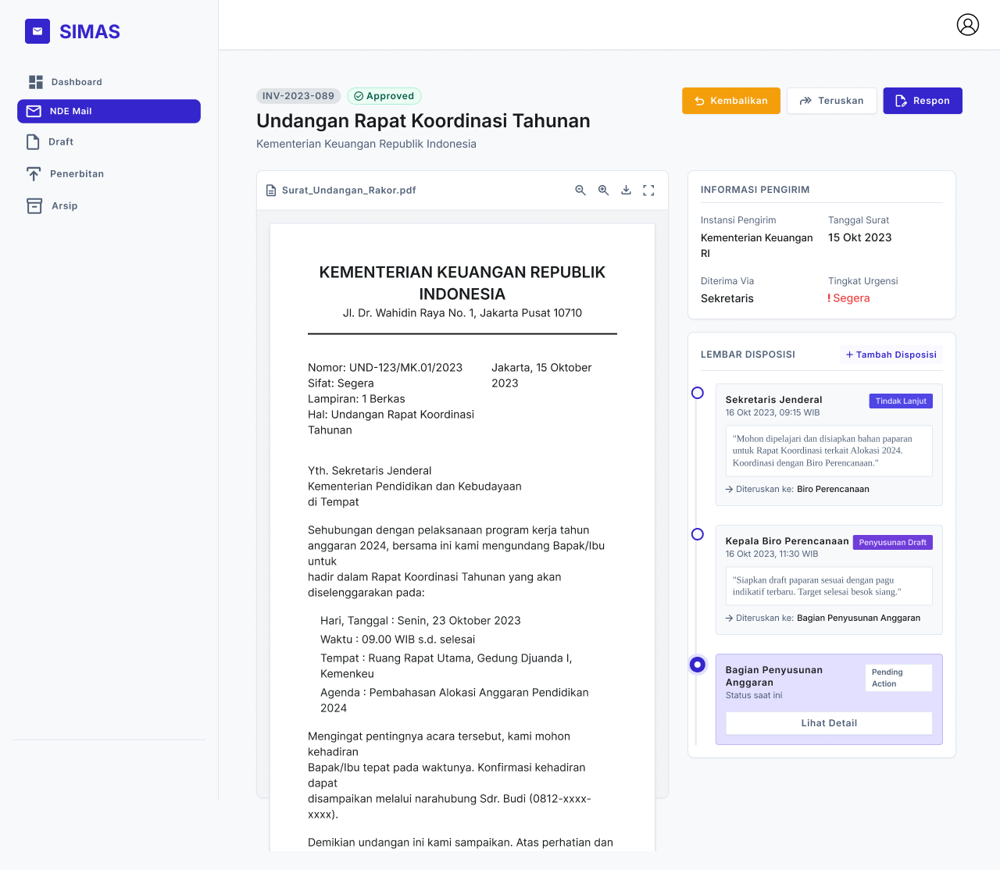 SIMAS
Dashboard
NDE Mail
Draft
Penerbitan
Arsip
INV-2023-089
Approved
Undangan Rapat Koordinasi Tahunan
Kementerian Keuangan Republik Indonesia
Kembalikan
Teruskan
Respon
Surat_Undangan_Rakor.pdf
KEMENTERIAN KEUANGAN REPUBLIK
INDONESIA
Jl. Dr. Wahidin Raya No. 1, Jakarta Pusat 10710
Nomor: UND-123/MK.01/2023
Sifat: Segera
Lampiran: 1 Berkas
Hal: Undangan Rapat Koordinasi
Tahunan
Jakarta, 15 Oktober
2023
Yth. Sekretaris Jenderal
Kementerian Pendidikan dan Kebudayaan
di Tempat
Sehubungan dengan pelaksanaan program kerja tahun
anggaran 2024, bersama ini kami mengundang Bapak/Ibu
untuk
hadir dalam Rapat Koordinasi Tahunan yang akan
diselenggarakan pada:
Hari, Tanggal : Senin, 23 Oktober 2023
Waktu : 09.00 WIB s.d. selesai
Tempat : Ruang Rapat Utama, Gedung Djuanda I,
Kemenkeu
Agenda : Pembahasan Alokasi Anggaran Pendidikan
2024
Mengingat pentingnya acara tersebut, kami mohon
kehadiran
Bapak/Ibu tepat pada waktunya. Konfirmasi kehadiran
dapat
disampaikan melalui narahubung Sdr. Budi (0812-xxxx-
xxxx).
Demikian undangan ini kami sampaikan. Atas perhatian dan
INFORMASI PENGIRIM
Instansi Pengirim
Kementerian Keuangan
RI
Tanggal Surat
15 Okt 2023
Diterima Via
Sekretaris
Tingkat Urgensi
! Segera
LEMBAR DISPOSISI
+ Tambah Disposisi
Sekretaris Jenderal
Tindak Lanjut
16 Okt 2023, 09:15 WIB
"Mohon dipelajari dan disiapkan bahan paparan
untuk Rapat Koordinasi terkait Alokasi 2024.
Koordinasi dengan Biro Perencanaan."
→ Diteruskan ke: Biro Perencanaan
Kepala Biro Perencanaan
Penyusunan Draft
16 Okt 2023, 11:30 WIB
"Siapkan draft paparan sesuai dengan pagu
indikatif terbaru. Target selesai besok siang."
→ Diteruskan ke: Bagian Penyusunan Anggaran
Bagian Penyusunan
Anggaran
Pending
Action
Status saat ini
Lihat Detail